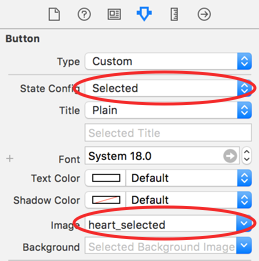 Button
Type Custom
State Config Selected
Title Plain
Selected Title
Font System 18.0
Text Color Default
Shadow Color Default
Image heart_selected
Background Selected Background Image